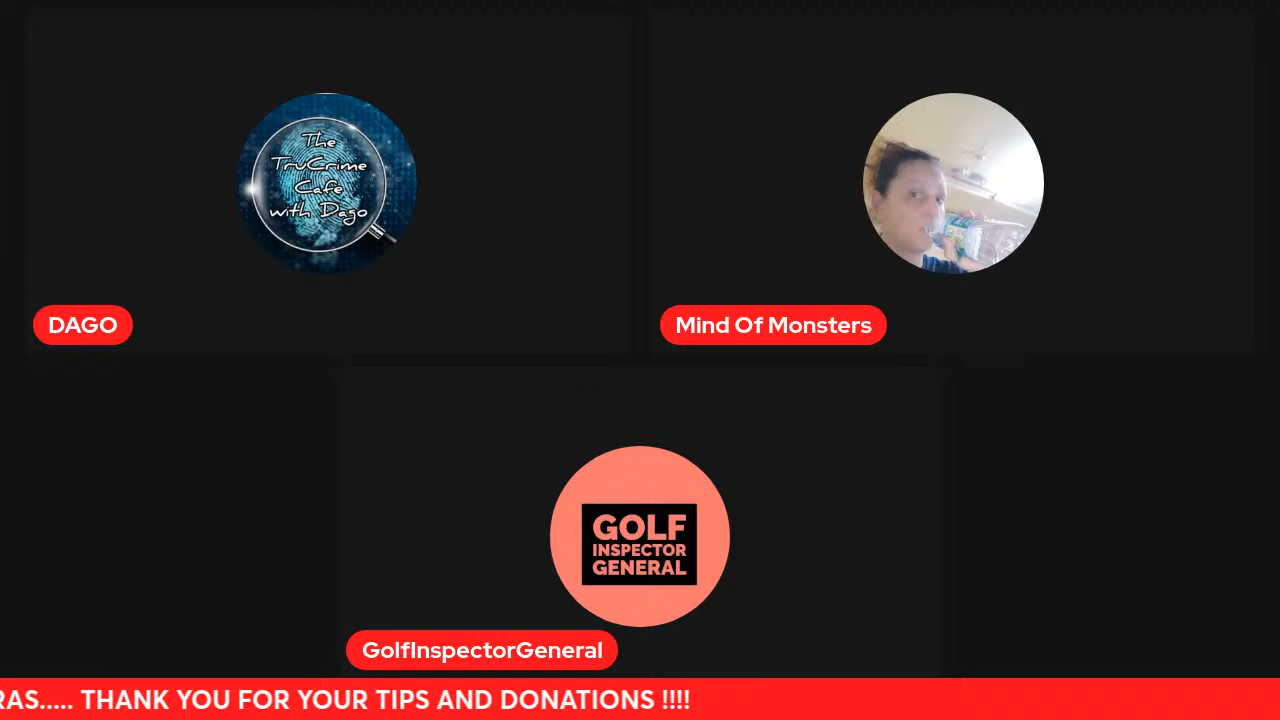 The
TruCrime
Cafe
with Dago
DAGO
Mind Of Monsters
GOLF
INSPECTOR
GENERAL
GolfInspectorGeneral
RAS..... THANK YOU FOR YOUR TIPS AND DONATIONS !!!!